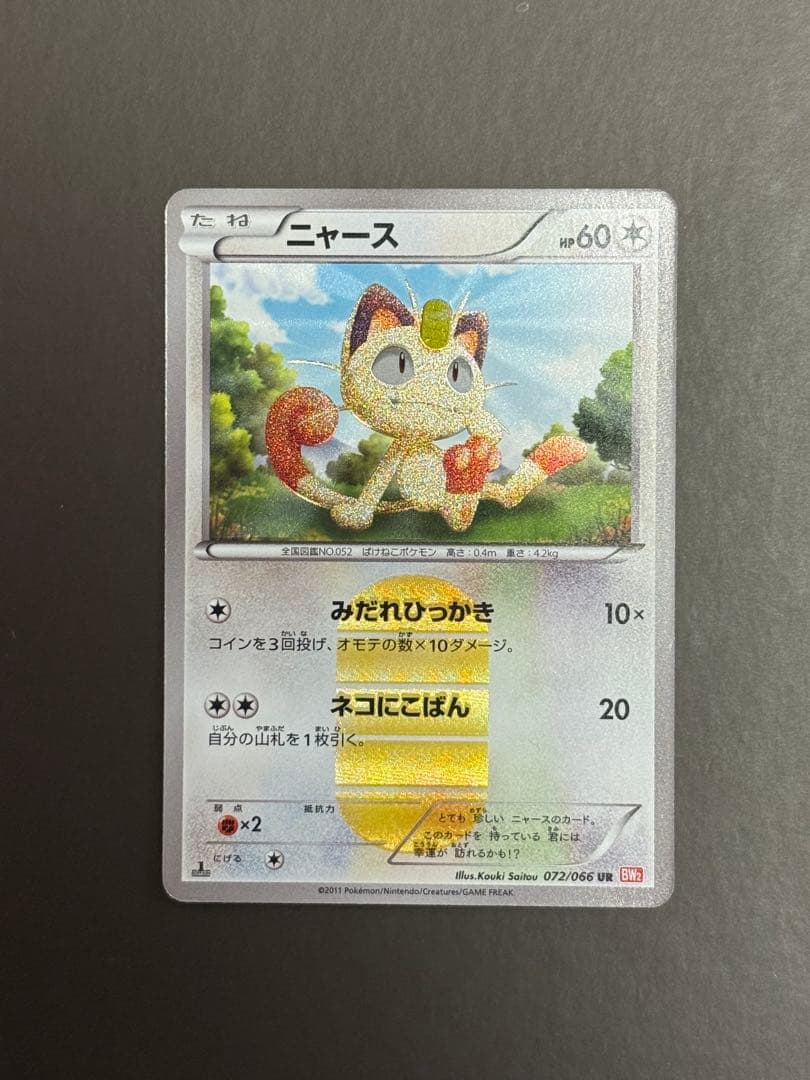 たね ニャース HP60
全国図鑑NO.052 ばけねこポケモン 高さ:0.4m 重さ:4.2kg
みだれひっかき 10×
コインを3回投げ、オモテの数×10ダメージ。
ネコにこばん 20
自分の山札を1枚引く。
弱点 抵抗力
×2
とても珍しい ニャースのカード。
このカードを 持っている 君には
幸運が 訪れるかも!?
にげる
Illus.Kouki Saitou 072/066 UR BW2
©2011 Pokémon/Nintendo/Creatures/GAME FREAK.